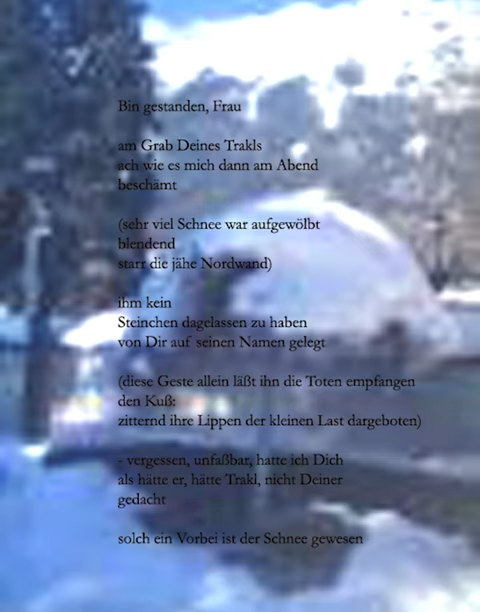 Bin gestanden, Frau
am Grab Deines Trakls
ach wie es mich dann am Abend
beschämt
(sehr viel Schnee war aufgewölbt
blendend
starr die jähe Nordwand)
ihm kein
Steinchen dagelassen zu haben
von Dir auf seinen Namen gelegt
(diese Geste allein läßt ihn die Toten empfangen
den Kuß:
zitternd ihre Lippen der kleinen Last dargeboten)
- vergessen, unfaßbar, hatte ich Dich
als hätte er, hätte Trakl, nicht Deiner
gedacht
solch ein Vorbei ist der Schnee gewesen